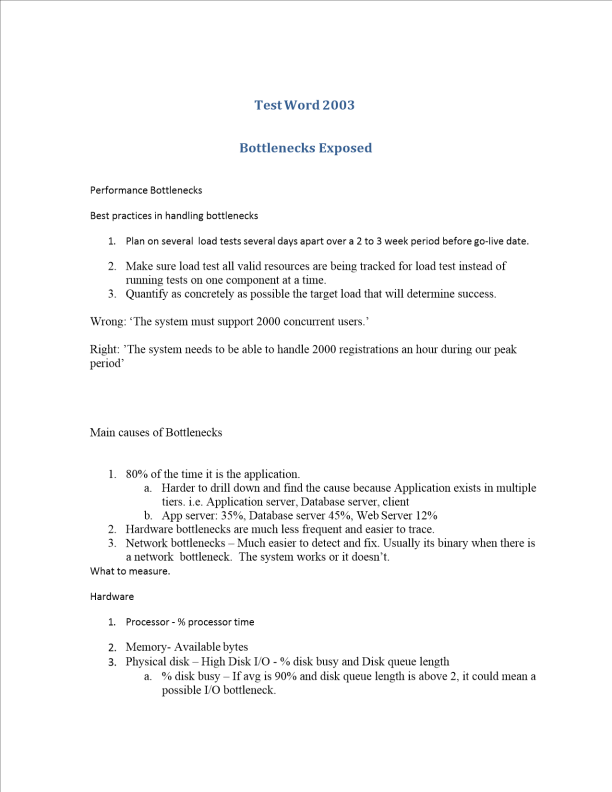 Test Word 2003
Bottlenecks Exposed
Performance Bottlenecks
Best practices in handling bottlenecks
1. Plan on several  load tests several days apart over a 2 to 3 week period before go-live date.
2. Make sure load test all valid resources are being tracked for load test instead of
running tests on one component at a time.
3. Quantify as concretely as possible the target load that will determine success.
Wrong: ‘The system must support 2000 concurrent users.’
Right: ’The system needs to be able to handle 2000 registrations an hour during our peak
period’
Main causes of Bottlenecks
1. 80% of the time it is the application.
a. Harder to drill down and find the cause because Application exists in multiple
tiers. i.e. Application server, Database server, client
b. App server: 35%, Database server 45%, Web Server 12%
2. Hardware bottlenecks are much less frequent and easier to trace.
3. Network bottlenecks – Much easier to detect and fix. Usually its binary when there is
a network  bottleneck.  The system works or it doesn’t.
What to measure.
Hardware
1. Processor - % processor time
2. Memory- Available bytes
3. Physical disk – High Disk I/O - % disk busy and Disk queue length
a. % disk busy – If avg is 90% and disk queue length is above 2, it could mean a
possible I/O bottleneck.